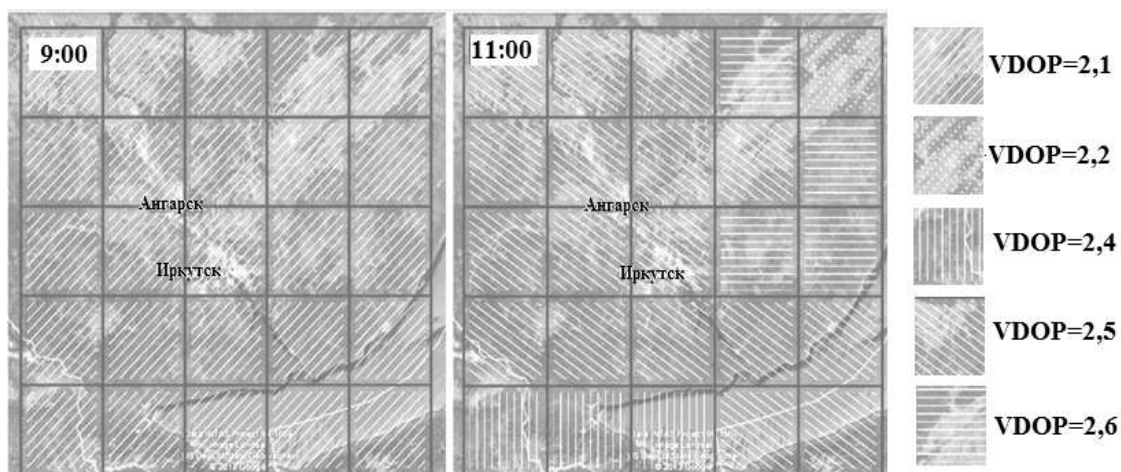 9:00
Ангарск
Иркутск
11:00
Ангарск
Иркутск
VDOP=2,1
VDOP=2,2
VDOP=2,4
VDOP=2,5
VDOP=2,6